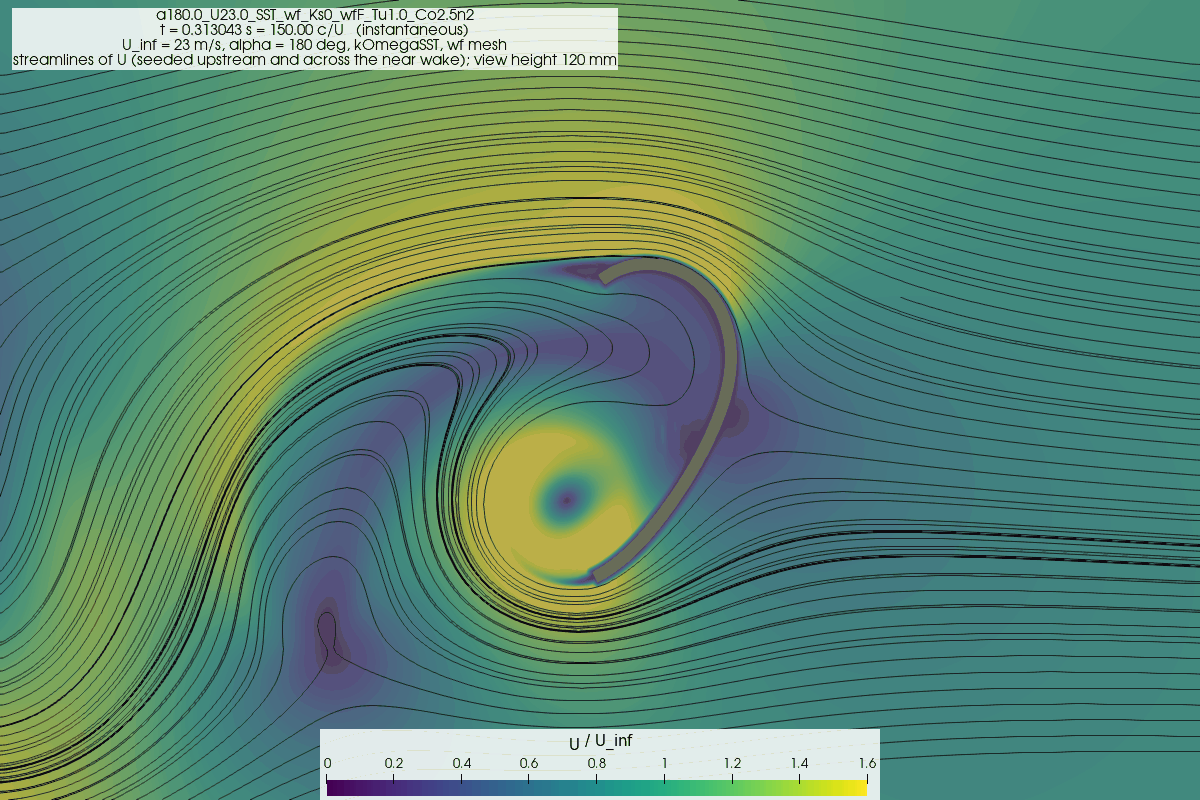 a180.0_U23.0_SST_wf_Ks0_wfF_Tu1.0_Co2.5n2
t = 0.313043 s = 150.00 c/U (instantaneous)
U_inf = 23 m/s, alpha = 180 deg, kOmegaSST, wf mesh
streamlines of U (seeded upstream and across the near wake); view height 120 mm
U / U_inf
0 0.2 0.4 0.6 0.8 1 1.2 1.4 1.6